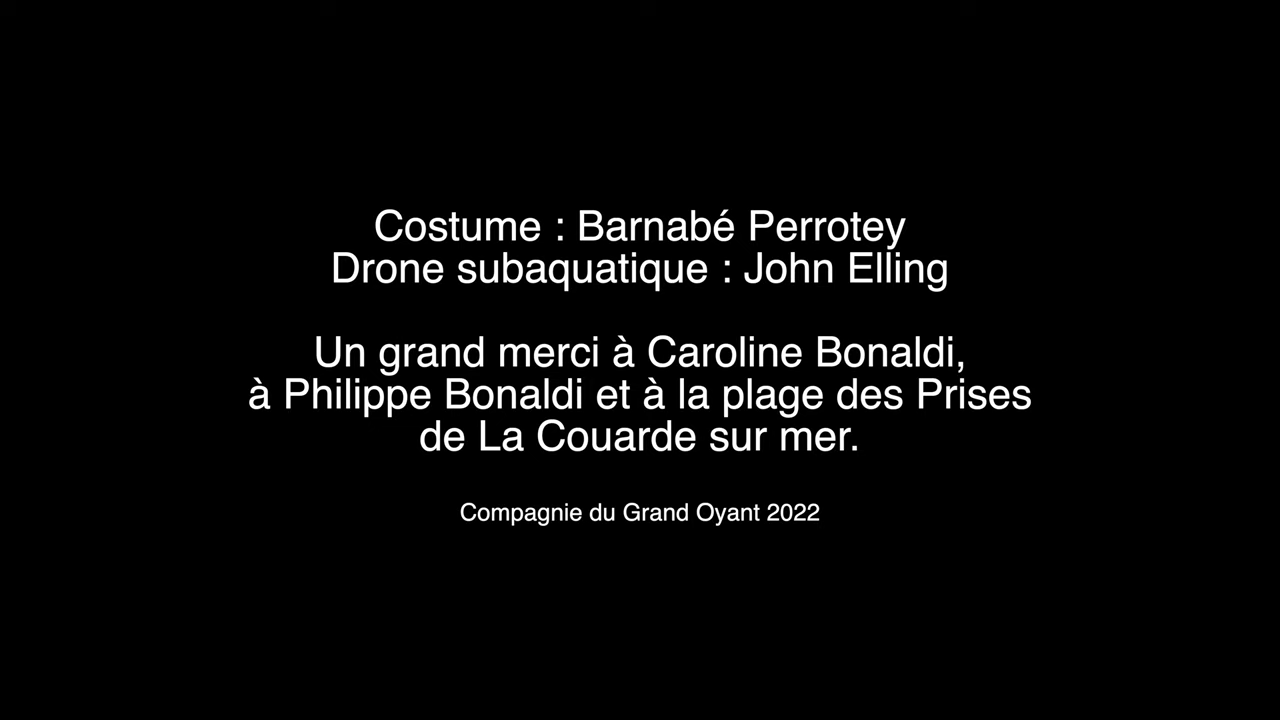 Costume : Barnabé Perrotey
Drone subaquatique : John Elling
Un grand merci à Caroline Bonaldi,
à Philippe Bonaldi et à la plage des Prises
de La Couarde sur mer.
Compagnie du Grand Oyant 2022